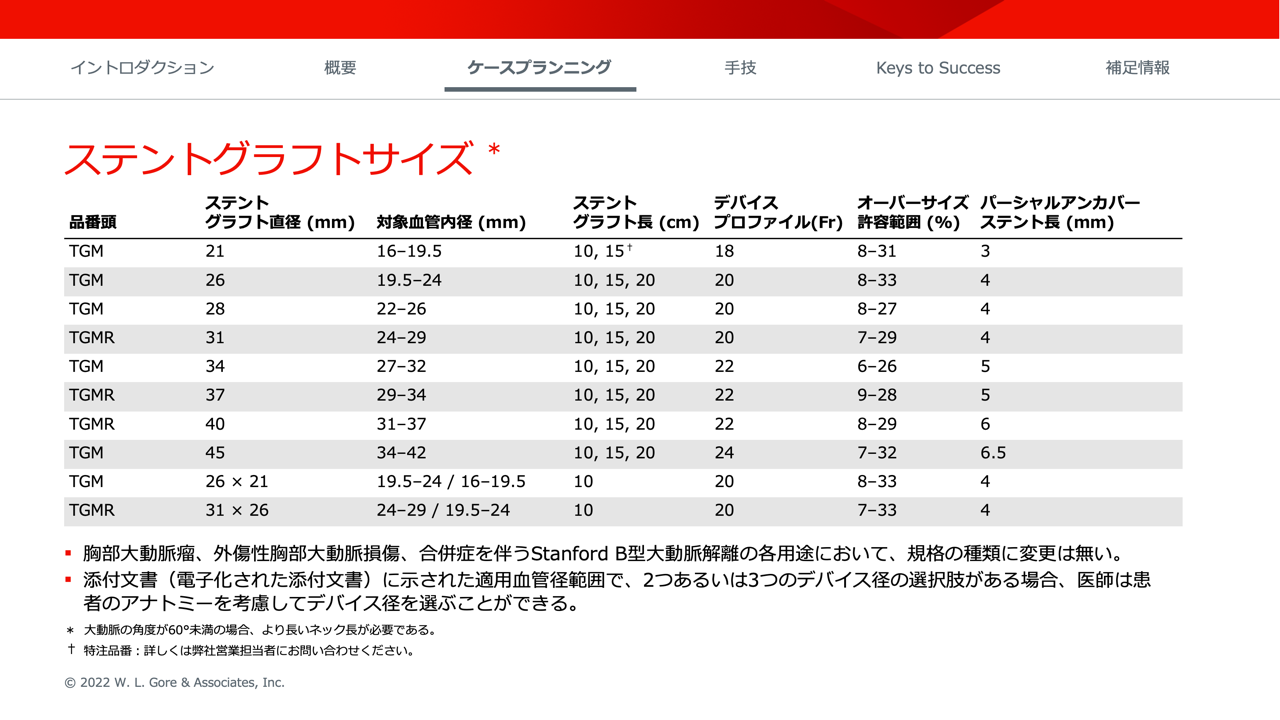 イントロダクション 概要 ケースプランニング 手技 Keys to Success 補足情報
ステントグラフトサイズ *
品番頭 ステントグラフト直径 (mm) 対象血管内径 (mm) ステントグラフト長 (cm) デバイスプロファイル(Fr) オーバーサイズ許容範囲 (%) パーシャルアンカバーステント長 (mm)
TGM 21 16–19.5 10, 15† 18 8–31 3
TGM 26 19.5–24 10, 15, 20 20 8–33 4
TGM 28 22–26 10, 15, 20 20 8–27 4
TGMR 31 24–29 10, 15, 20 20 7–29 4
TGM 34 27–32 10, 15, 20 22 6–26 5
TGMR 37 29–34 10, 15, 20 22 9–28 5
TGMR 40 31–37 10, 15, 20 22 8–29 6
TGM 45 34–42 10, 15, 20 24 7–32 6.5
TGM 26 × 21 19.5–24 / 16–19.5 10 20 8–33 4
TGMR 31 × 26 24–29 / 19.5–24 10 20 7–33 4
▪ 胸部大動脈瘤、外傷性胸部大動脈損傷、合併症を伴うStanford B型大動脈解離の各用途において、規格の種類に変更は無い。
▪ 添付文書（電子化された添付文書）に示された適用血管径範囲で、2つあるいは3つのデバイス径の選択肢がある場合、医師は患
者のアナトミーを考慮してデバイス径を選ぶことができる。
* 大動脈の角度が60°未満の場合、より長いネック長が必要である。
† 特注品番：詳しくは弊社営業担当者にお問い合わせください。
© 2022 W. L. Gore & Associates, Inc.